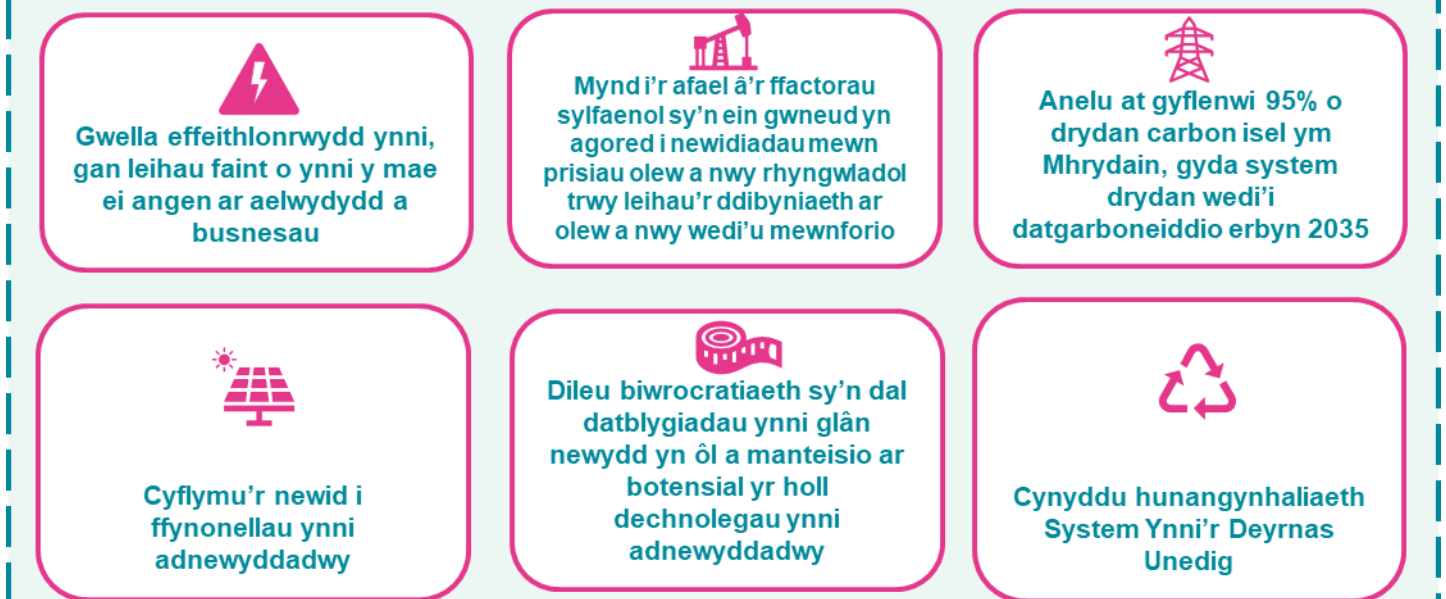 Gwella effeithlonrwydd ynni,
gan leihau faint o ynni y mae
ei angen ar aelwydydd a
busnesau
Mynd i'r afael â'r ffactorau
sylfaenol sy'n ein gwneud yn
agored i newidiadau mewn
prisiau olew a nwy rhyngwladol
trwy leihau'r ddibyniaeth ar
olew a nwy wedi'u mewnforio
Anelu at gyflenwi 95% o
drydan carbon isel ym
Mhrydain, gyda system
drydan wedi'i
datgarboneiddio erbyn 2035
Cyflymu'r newid i
ffynonellau ynni
adnewyddadwy
Dileu biwrocratiaeth sy'n dal
datblygiadau ynni glân
newydd yn ôl a manteisio ar
botensial yr holl
dechnolegau ynni
adnewyddadwy
Cynyddu hunangynhaliaeth
System Ynni'r Deyrnas
Unedig